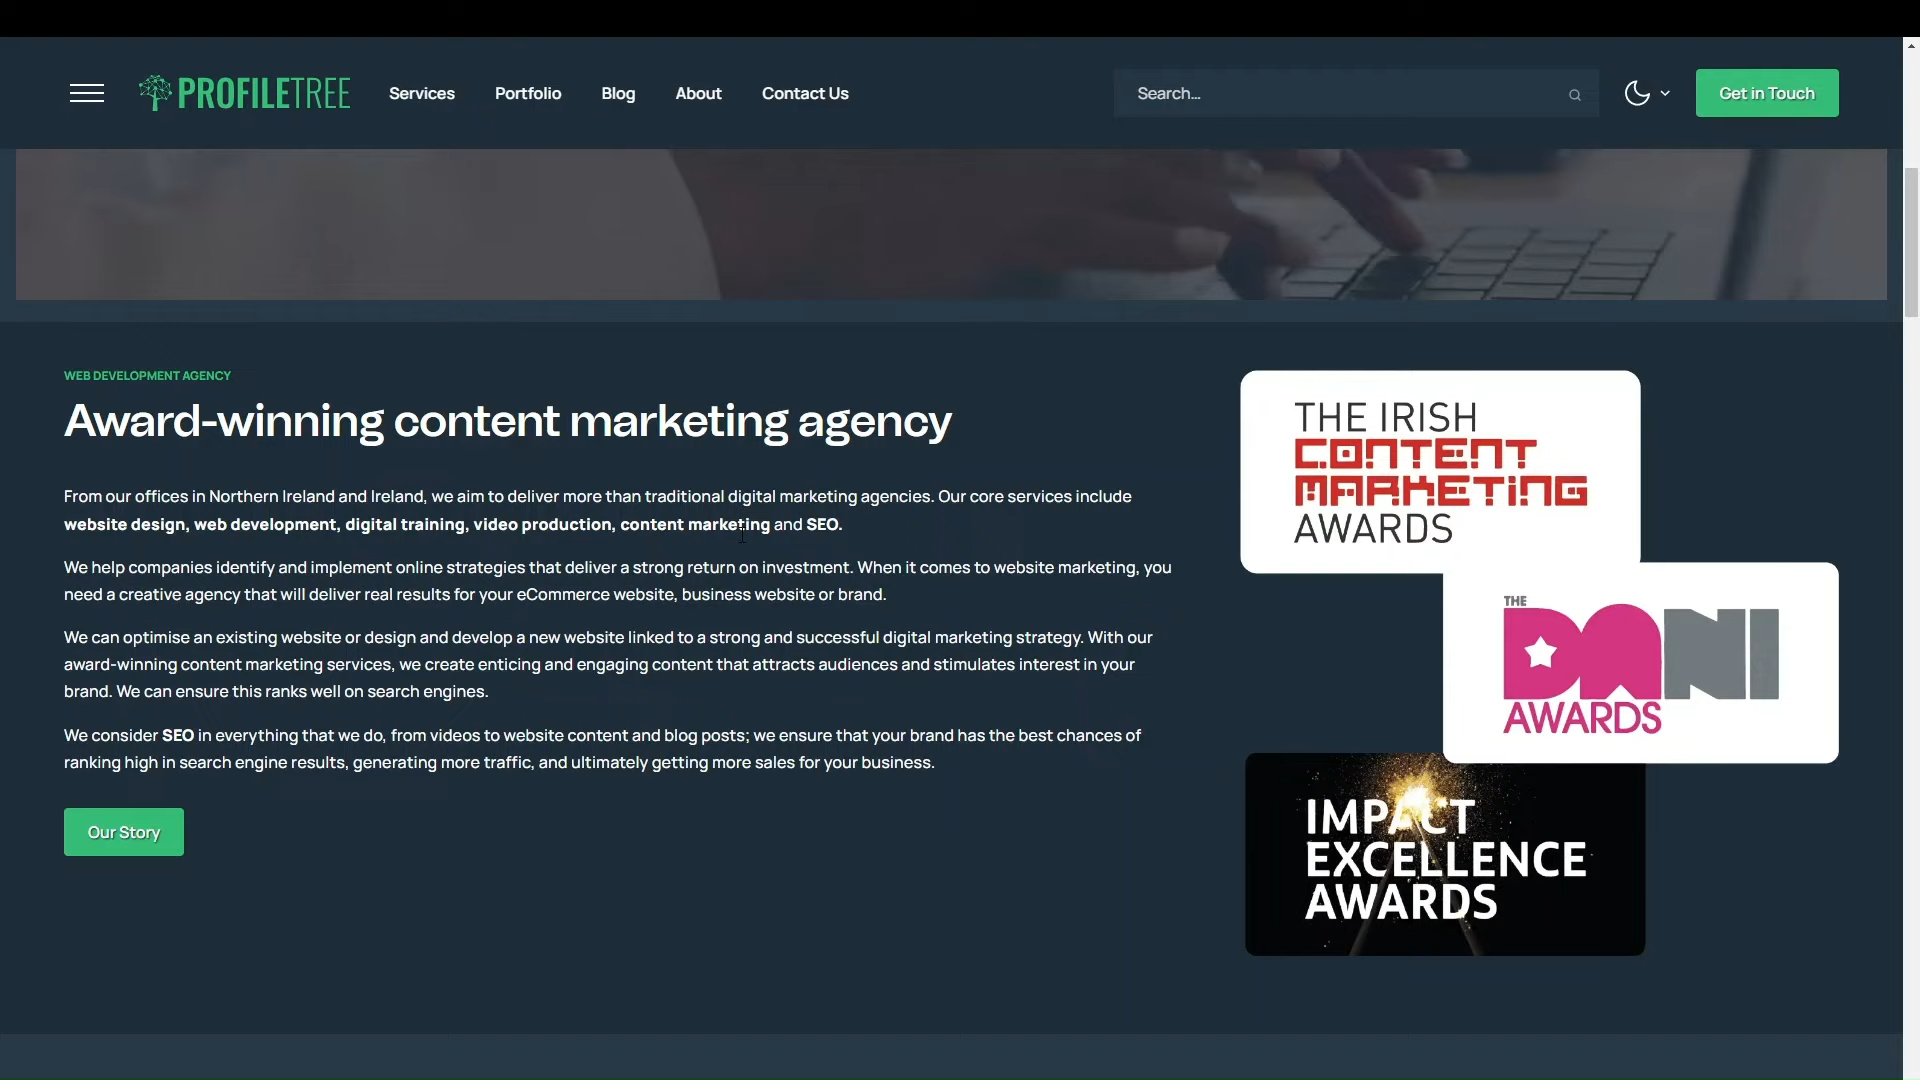 PROFILETREE
Services
Portfolio
Blog
About
Contact Us
Search...
Get in Touch
WEB DEVELOPMENT AGENCY
Award-winning content marketing agency
From our offices in Northern Ireland and Ireland, we aim to deliver more than traditional digital marketing agencies. Our core services include
website design, web development, digital training, video production, content marketing and SEO.
We help companies identify and implement online strategies that deliver a strong return on investment. When it comes to website marketing, you
need a creative agency that will deliver real results for your eCommerce website, business website or brand.
We can optimise an existing website or design and develop a new website linked to a strong and successful digital marketing strategy. With our
award-winning content marketing services, we create enticing and engaging content that attracts audiences and stimulates interest in your
brand. We can ensure this ranks well on search engines.
We consider SEO in everything that we do, from videos to website content and blog posts; we ensure that your brand has the best chances of
ranking high in search engine results, generating more traffic, and ultimately getting more sales for your business.
Our Story
THE IRISH
CONTENT
MARKETING
AWARDS
THE
DANI
AWARDS
IMPACT
EXCELLENCE
AWARDS